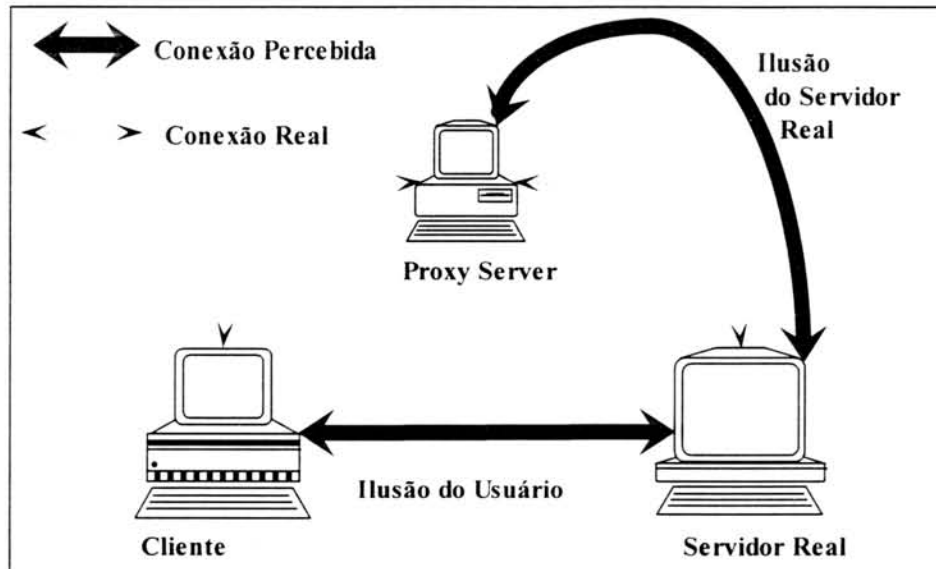 Conexão Percebida
Conexão Real
Ilusão
do Servidor
Real
Proxy Server
Ilusão do Usuário
Cliente
Servidor Real